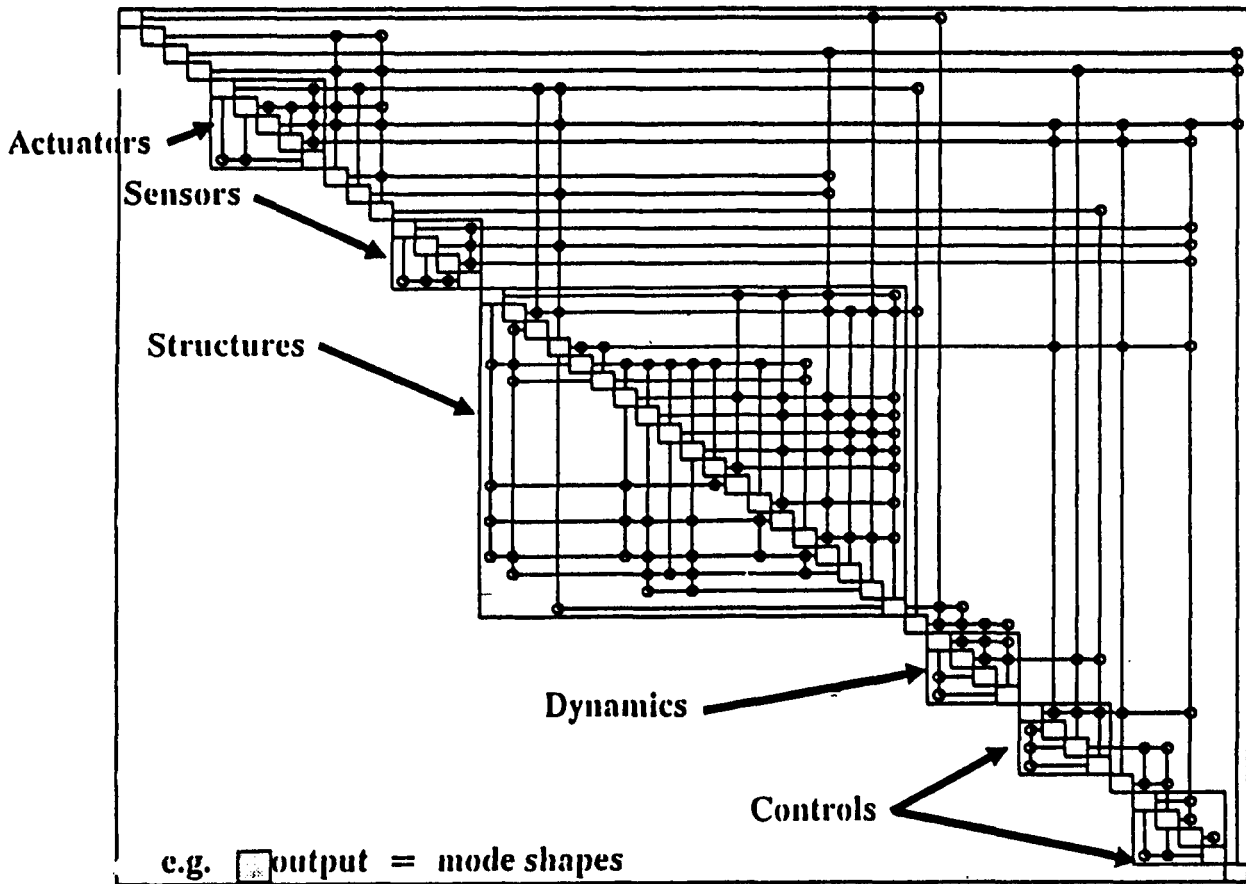 Actuators
Sensors
Structures
Dynamics
Controls
e.g. output = mode shapes